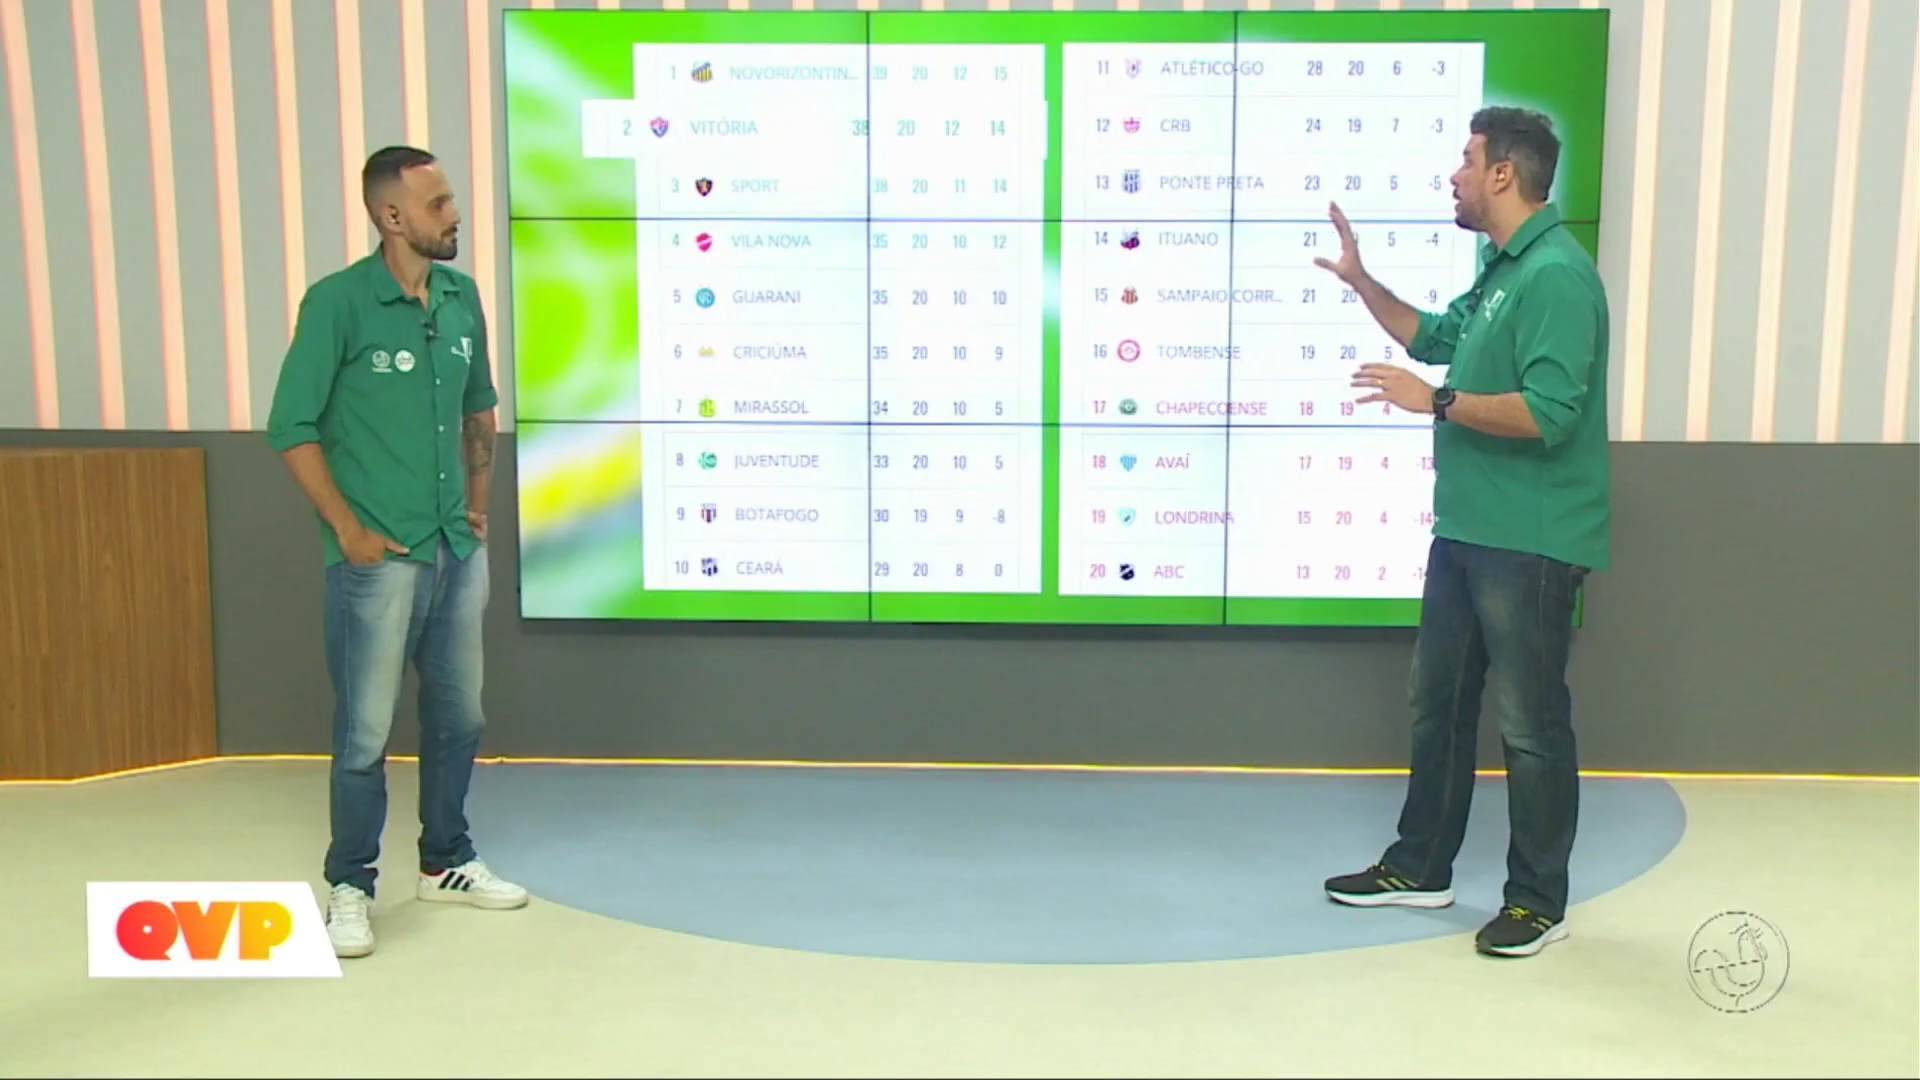 1 NOVORIZONTIN... 39 20 12 15
2 VITÓRIA 38 20 12 14
3 SPORT 38 20 11 14
4 VILA NOVA 35 20 10 12
5 GUARANI 35 20 10 10
6 CRICIÚMA 35 20 10 9
7 MIRASSOL 34 20 10 5
8 JUVENTUDE 33 20 10 5
9 BOTAFOGO 30 19 9 -8
10 CEARÁ 29 20 8 0
11 ATLÉTICO-GO 28 20 6 -3
12 CRB 24 19 7 -3
13 PONTE PRETA 23 20 5 -5
14 ITUANO 21 5 -4
15 SAMPAIO CORR... 21 20 -9
16 TOMBENSE 19 20 5
17 CHAPECOENSE 18 19 4
18 AVAÍ 17 19 4 -13
19 LONDRINA 15 20 4 -14
20 ABC 13 20 2
QVP